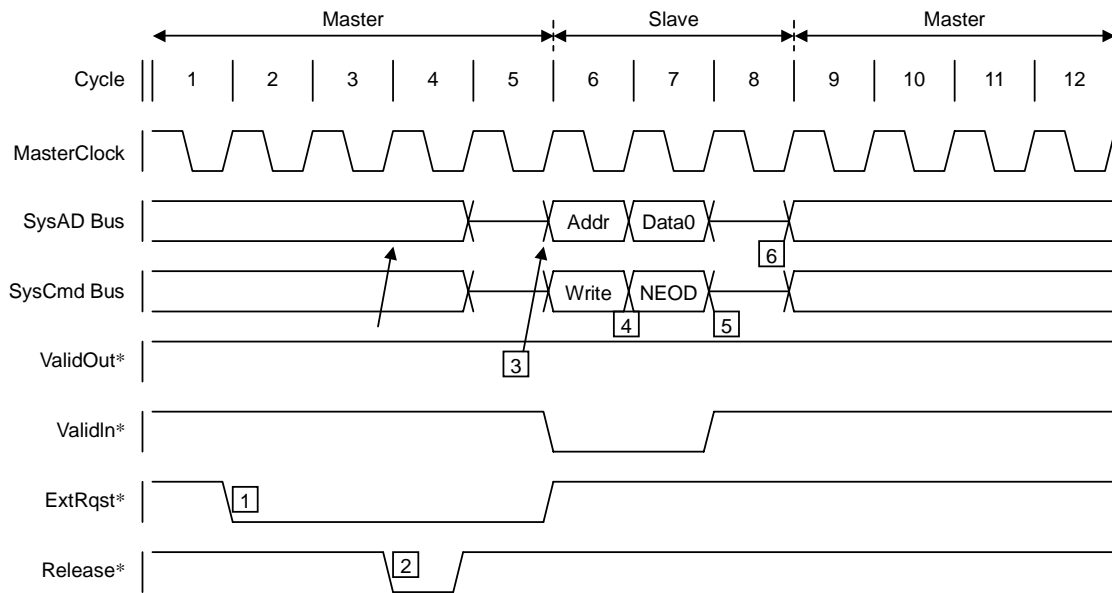 Master Slave Master
Cycle 1 2 3 4 5 6 7 8 9 10 11 12
MasterClock
SysAD Bus Addr Data0
6
SysCmd Bus Write NEOD
4 5
ValidOut* 3
ValidIn*
ExtRqst* 1
Release* 2